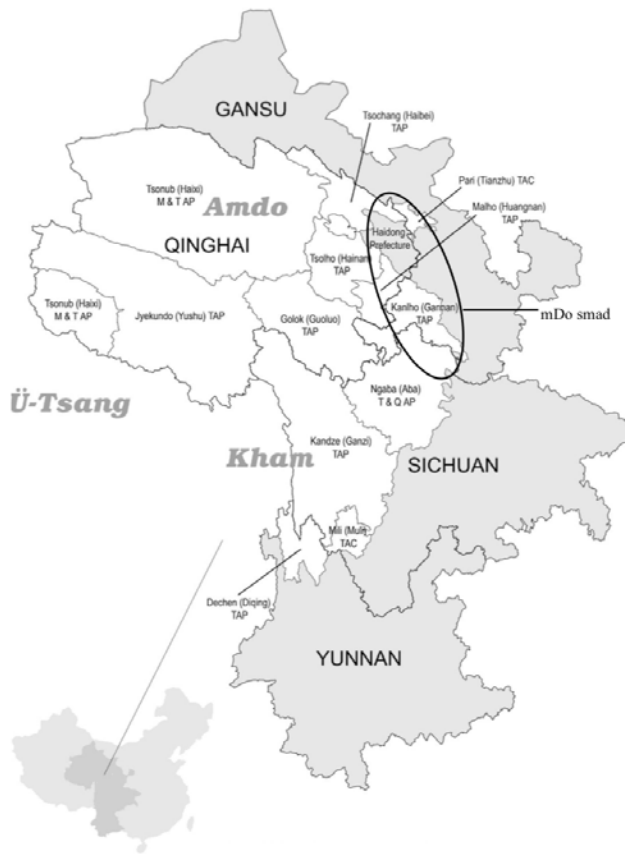 GANSU
Tsochang (Haibei)
TAP
Pari (Tianzhu) TAC
Malho (Huangnan)
TAP
Tsonub (Haixi)
M & T AP
Amdo
QINGHAI
Haidong
Prefecture
Tsolho (Hainan)
TAP
Tsonub (Haixi)
M & T AP
Jyekundo (Yushu) TAP
Golok (Guoluo)
TAP
Kanlho (Gannan)
TAP
mDo smad
Ngaba (Aba)
T & Q AP
Ü-Tsang
Kham
Kandze (Ganzi)
TAP
SICHUAN
Mili (Muli)
TAC
Dechen (Diqing)
TAP
YUNNAN